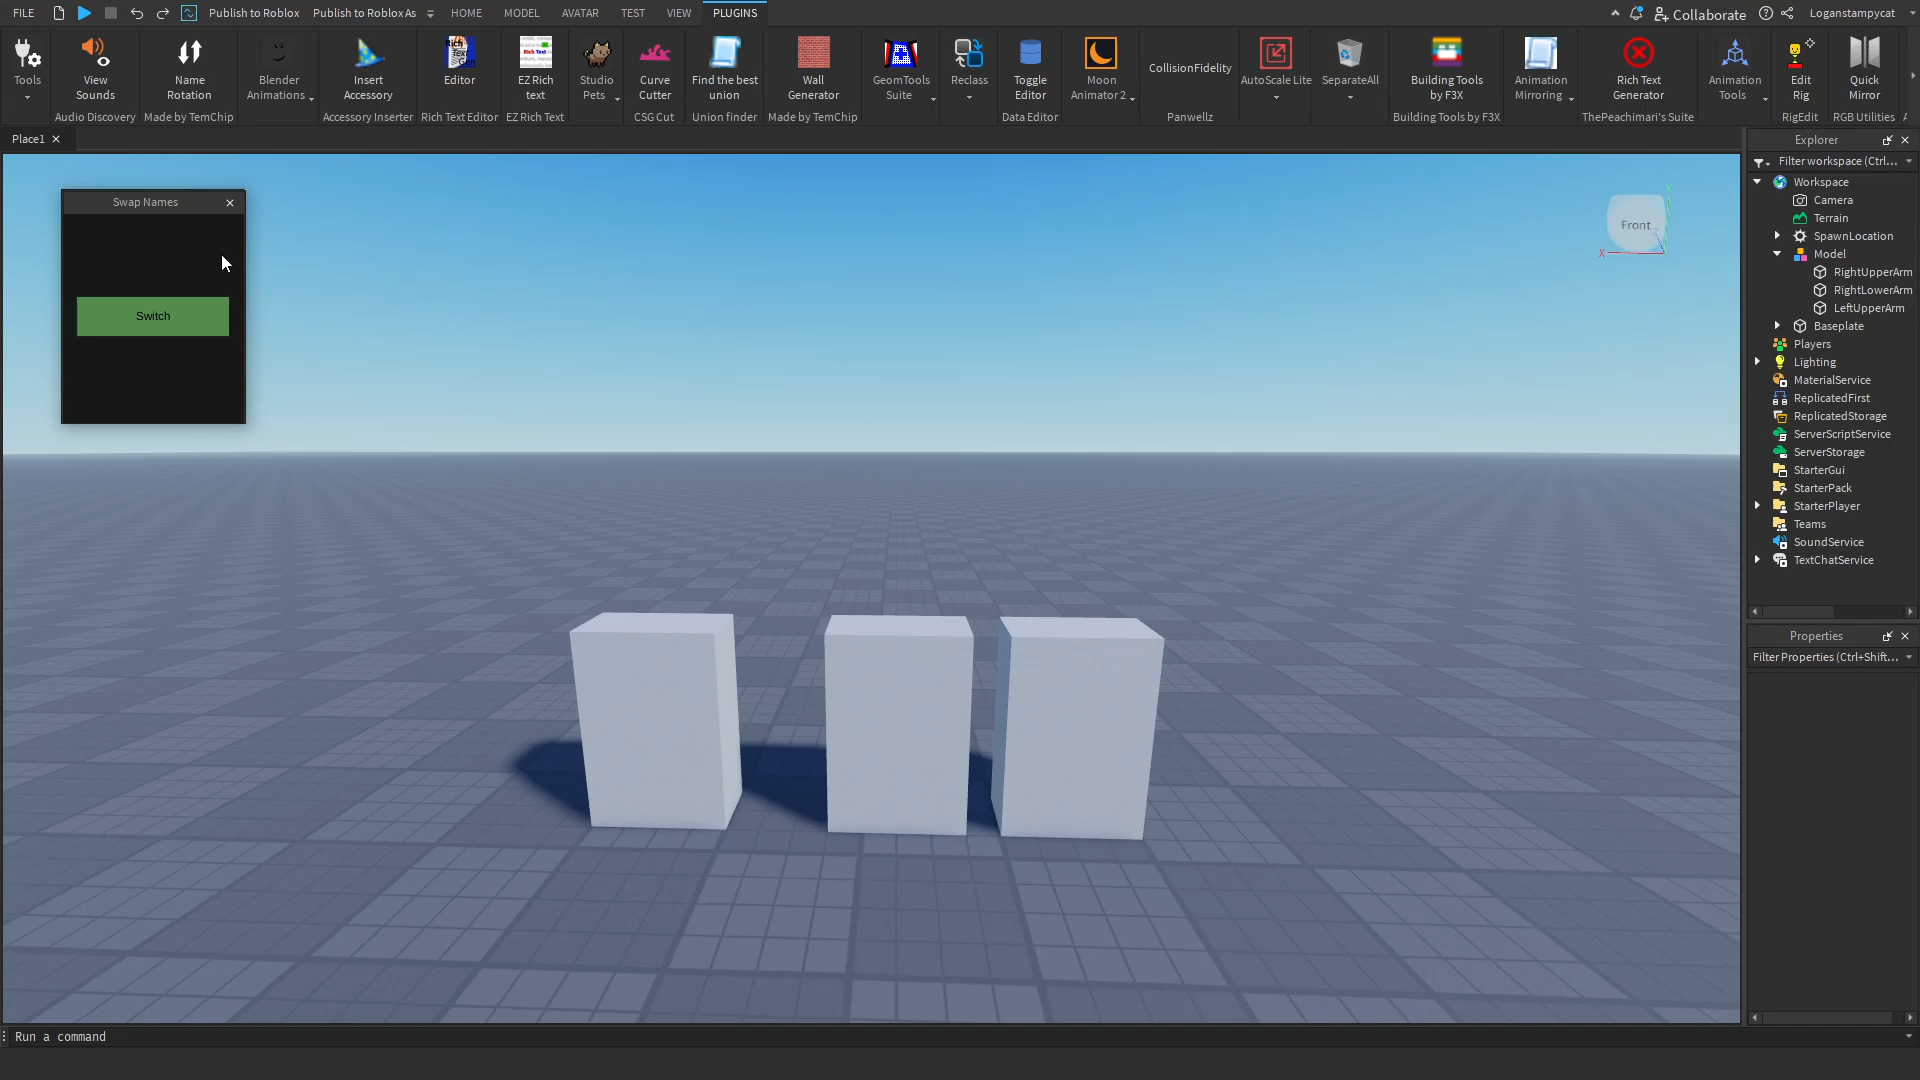 FILE Publish to Roblox Publish to Roblox As HOME MODEL AVATAR TEST VIEW PLUGINS Collaborate Loganstampycat
Tools
View Sounds
Audio Discovery
Name Rotation
Made by TemChip
Blender Animations
Insert Accessory
Accessory Inserter
Editor
Rich Text Editor
EZ Rich text
EZ Rich Text
Studio Pets
Curve Cutter
CSG Cut
Find the best union
Union finder
Wall Generator
Made by TemChip
GeomTools Suite
Reclass
Toggle Editor
Data Editor
Moon Animator 2
CollisionFidelity
Panwellz
AutoScale Lite
SeparateAll
Building Tools by F3X
Building Tools by F3X
Animation Mirroring
Rich Text Generator
ThePeachimari's Suite
Animation Tools
Edit Rig
RigEdit
Quick Mirror
RGB Utilities
Place1
Swap Names
Switch
Front
X
Y
Z
Explorer
Filter workspace (Ctrl...
Workspace
Camera
Terrain
SpawnLocation
Model
RightUpperArm
RightLowerArm
LeftUpperArm
Baseplate
Players
Lighting
MaterialService
ReplicatedFirst
ReplicatedStorage
ServerScriptService
ServerStorage
StarterGui
StarterPack
StarterPlayer
Teams
SoundService
TextChatService
Properties
Filter Properties (Ctrl+Shift...
Run a command